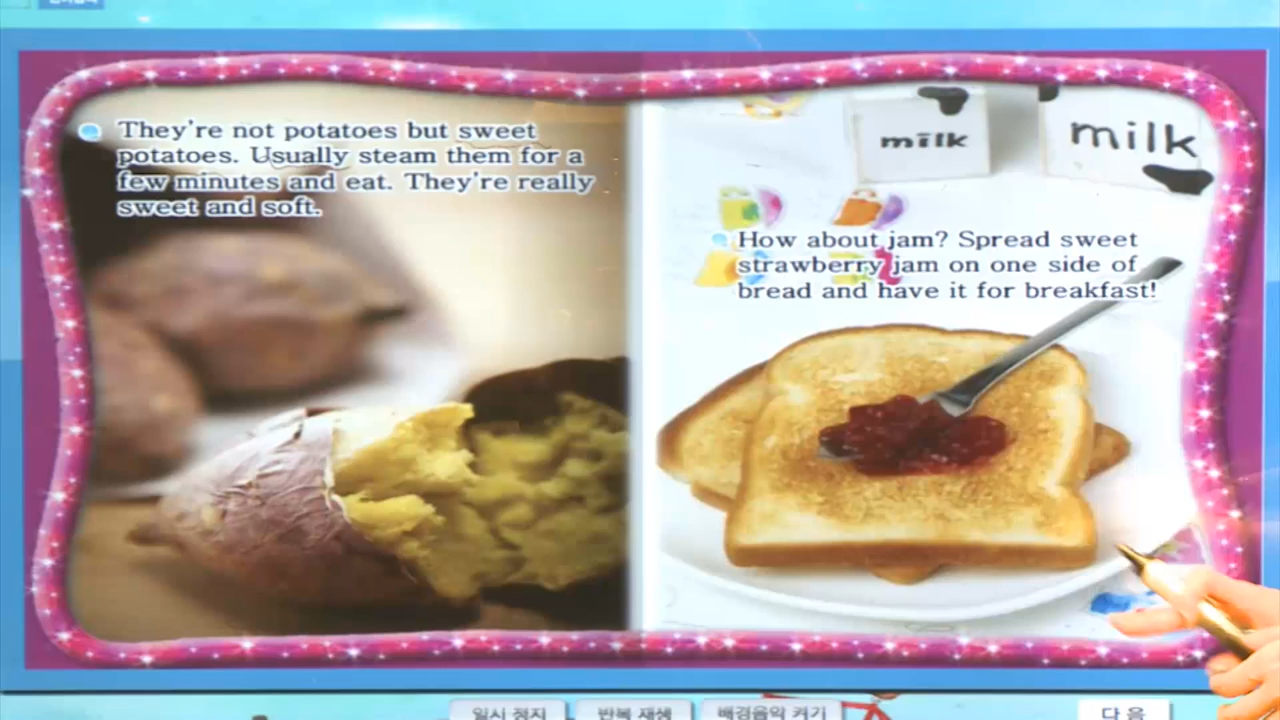 They're not potatoes but sweet
potatoes. Usually steam them for a
few minutes and eat. They're really
sweet and soft.
milk
milk
How about jam? Spread sweet
strawberry jam on one side of
bread and have it for breakfast!
일시 정지
반복 재생
배경음악 켜기
다 음